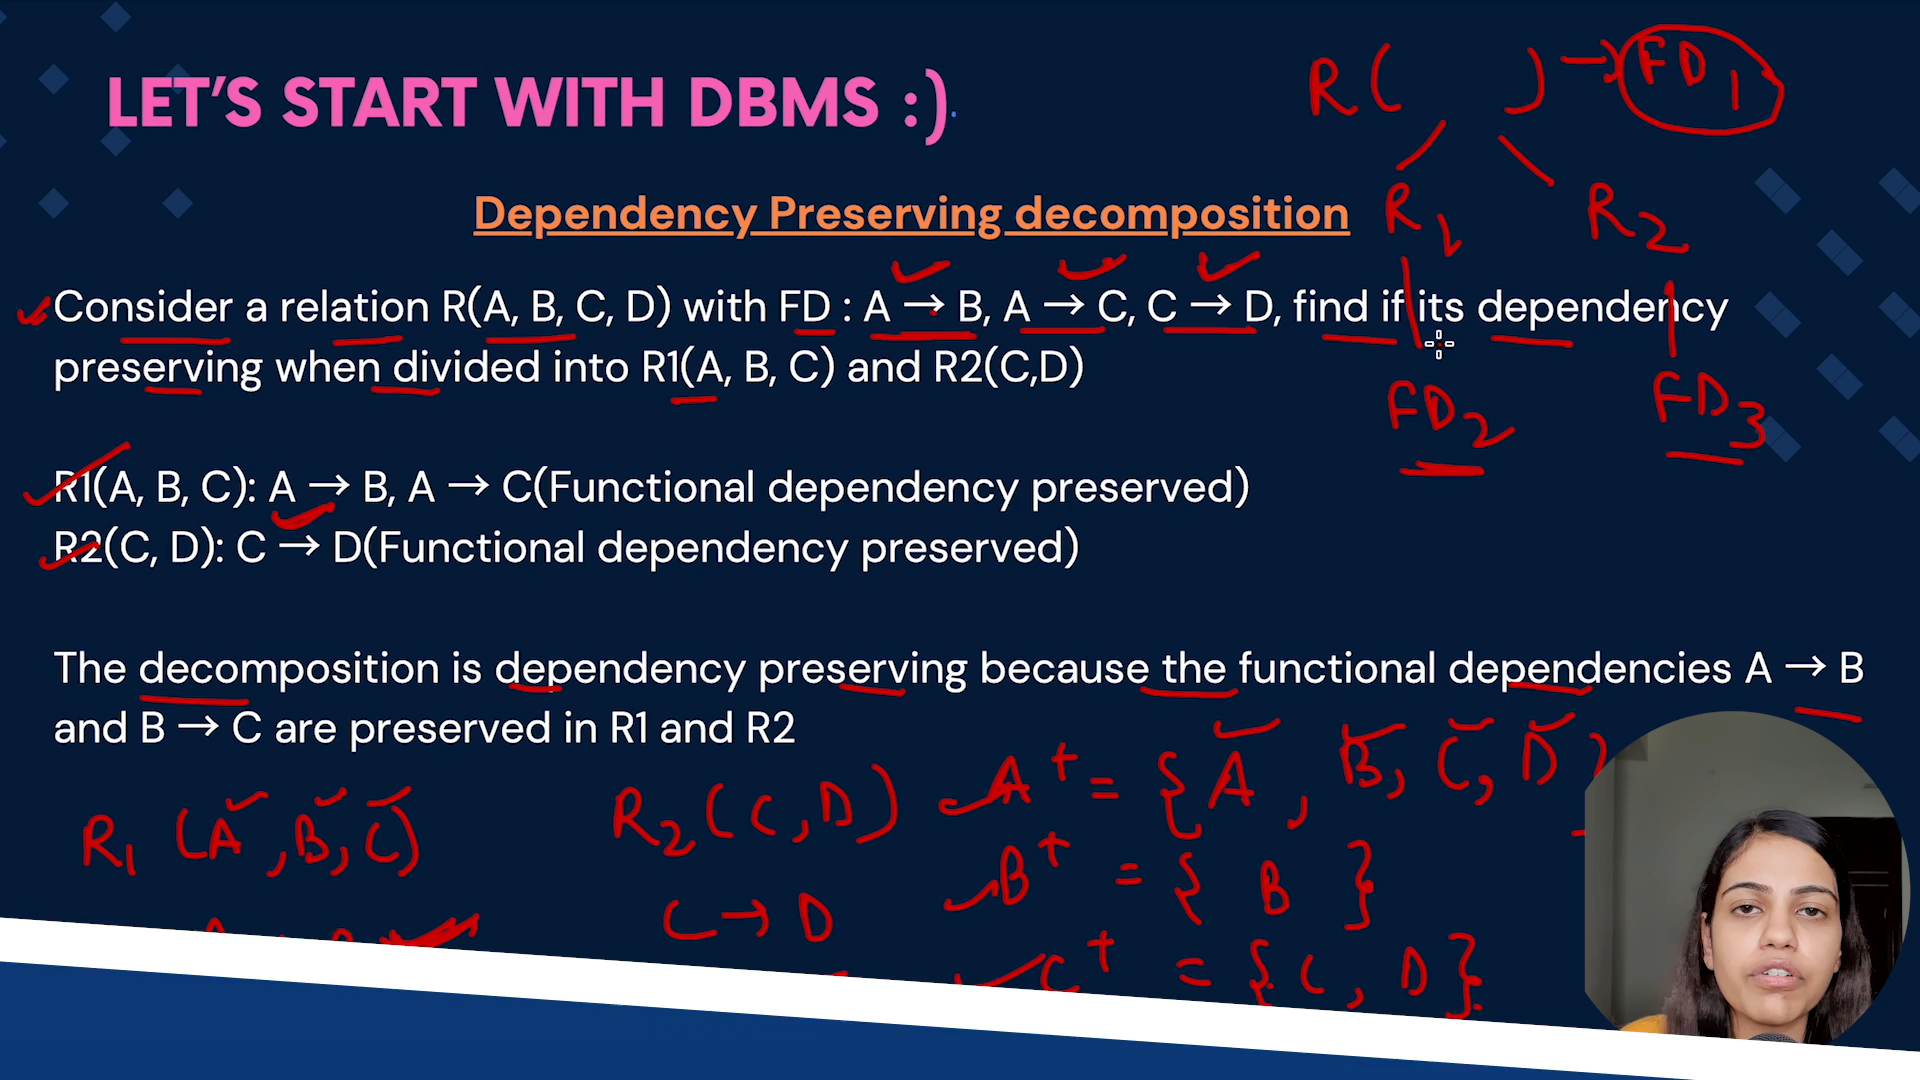 LET'S START WITH DBMS :)
R( ) → FD1
Dependency Preserving decomposition
R1 R2
Consider a relation R(A, B, C, D) with FD : A → B, A → C, C → D, find if its dependency
preserving when divided into R1(A, B, C) and R2(C,D)
FD2 FD3
R1(A, B, C): A → B, A → C(Functional dependency preserved)
R2(C, D): C → D(Functional dependency preserved)
The decomposition is dependency preserving because the functional dependencies A → B
and B → C are preserved in R1 and R2
R1 (A, B, C) R2 (C, D) A+ = {A, B, C, D}
C → D B+ = { B }
C+ = {C, D}